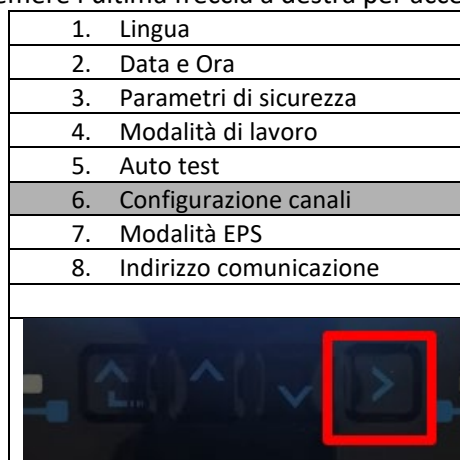 1. Lingua
2. Data e Ora
3. Parametri di sicurezza
4. Modalità di lavoro
5. Auto test
6. Configurazione canali
7. Modalità EPS
8. Indirizzo comunicazione